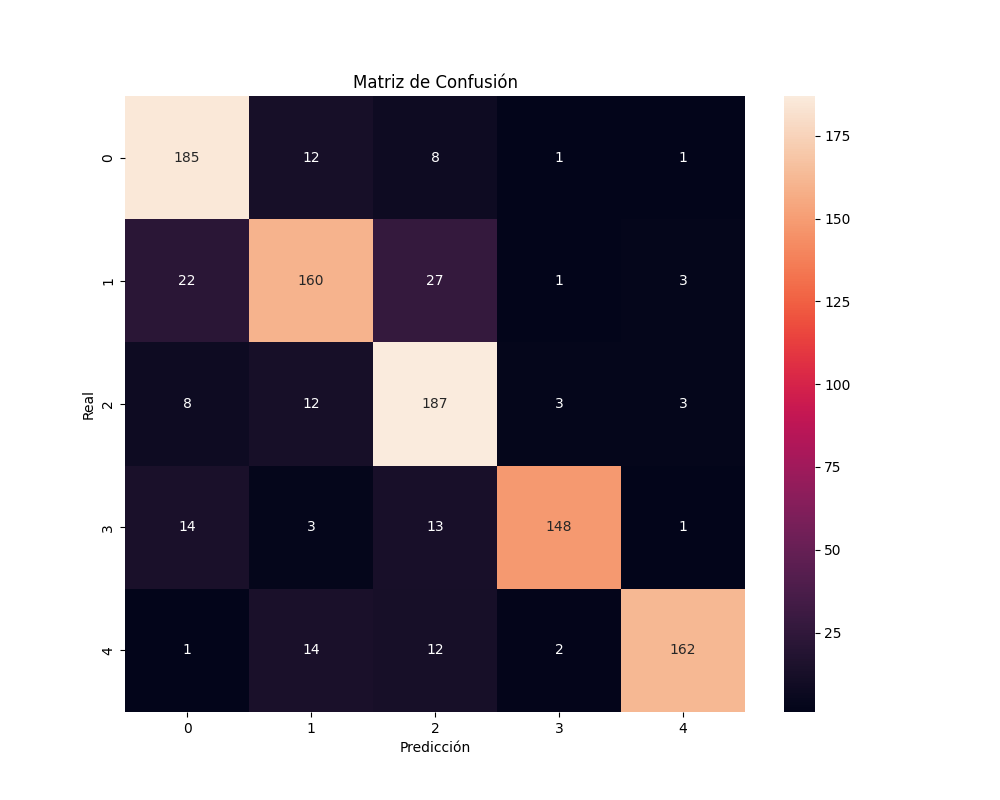 Matriz de Confusión
0 185 12 8 1 1
1 22 160 27 1 3
2 8 12 187 3 3
3 14 3 13 148 1
4 1 14 12 2 162
Real
0 1 2 3 4
Predicción
175
150
125
100
75
50
25